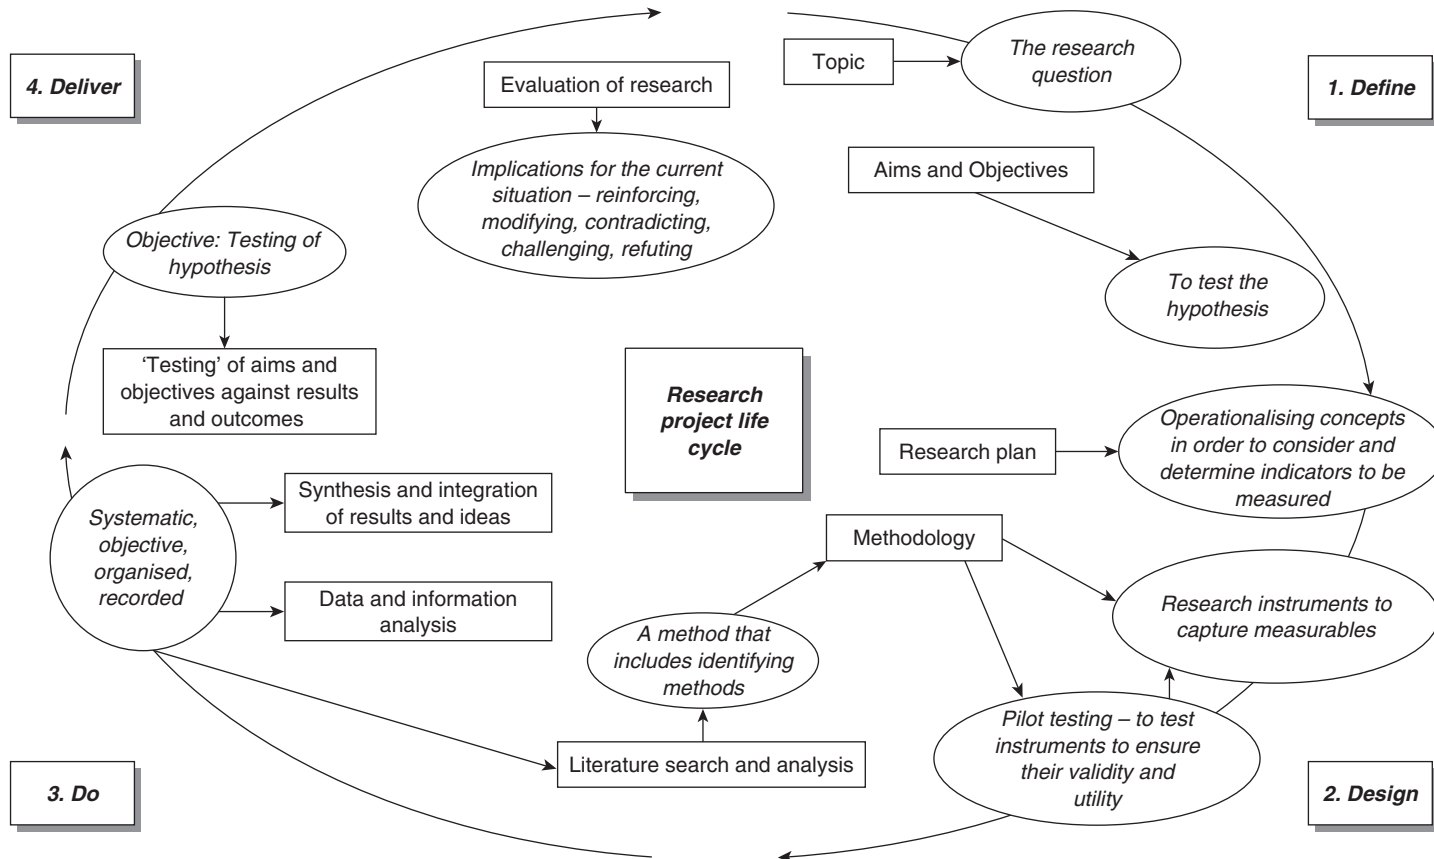 4. Deliver
Evaluation of research
Implications for the current
situation – reinforcing,
modifying, contradicting,
challenging, refuting
Topic
The research
question
1. Define
Aims and Objectives
To test the
hypothesis
Objective: Testing of
hypothesis
‘Testing’ of aims and
objectives against results
and outcomes
Research
project life
cycle
Research plan
Operationalising concepts
in order to consider and
determine indicators to be
measured
Systematic,
objective,
organised,
recorded
Synthesis and integration
of results and ideas
Data and information
analysis
Methodology
A method that
includes identifying
methods
Research instruments to
capture measurables
Literature search and analysis
Pilot testing – to test
instruments to ensure
their validity and
utility
3. Do
2. Design